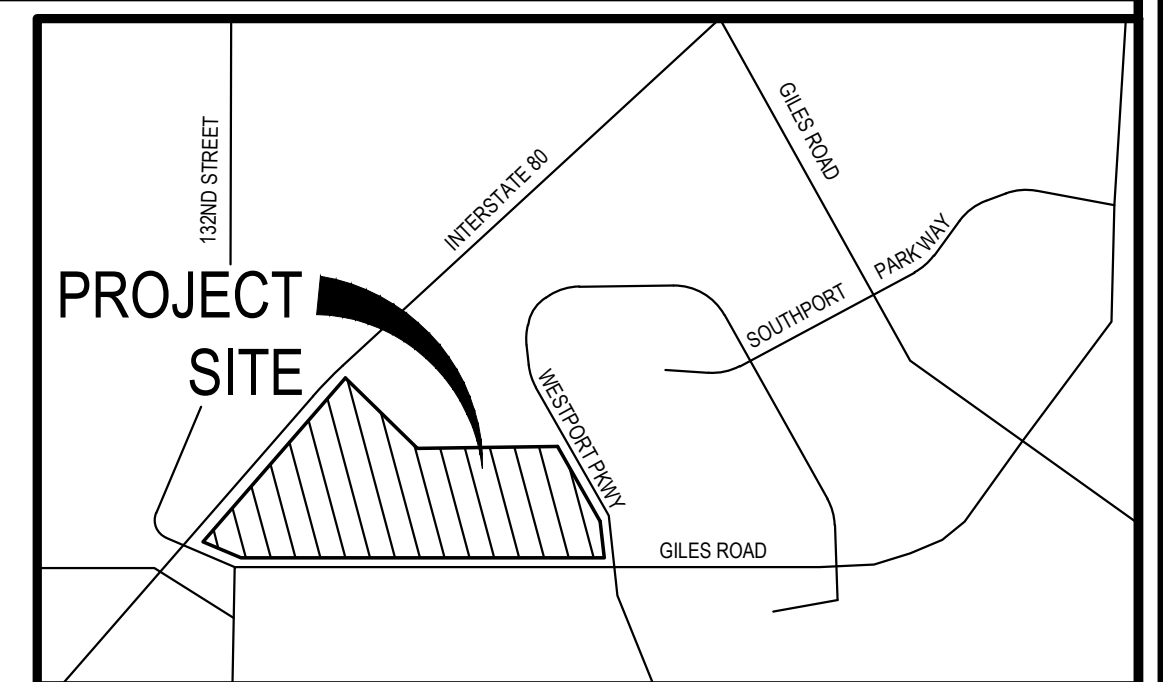 132ND STREET
INTERSTATE 80
GILES ROAD
PROJECT
SITE
SOUTHPORT
PARKWAY
WESTPORT PKWY
GILES ROAD